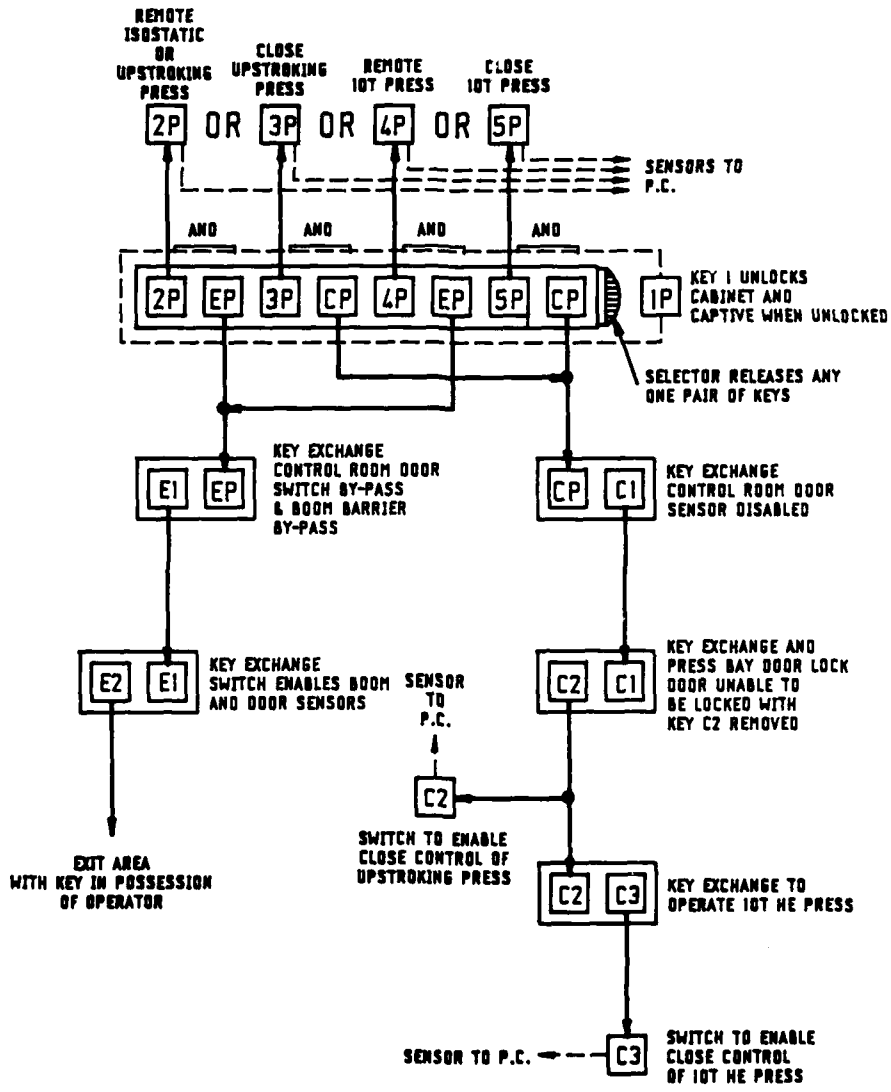 REMOTE
ISOSTATIC
OR
UPSTROKING
PRESS
CLOSE
UPSTROKING
PRESS
REMOTE
10T PRESS
CLOSE
10T PRESS
2P OR 3P OR 4P OR 5P
SENSORS TO
P.C.
AND AND AND AND
2P EP 3P CP 4P EP 5P CP
1P
KEY 1 UNLOCKS
CABINET AND
CAPTIVE WHEN UNLOCKED
SELECTOR RELEASES ANY
ONE PAIR OF KEYS
E1 EP
KEY EXCHANGE
CONTROL ROOM DOOR
SWITCH BY-PASS
& BOOM BARRIER
BY-PASS
CP C1
KEY EXCHANGE
CONTROL ROOM DOOR
SENSOR DISABLED
E2 E1
KEY EXCHANGE
SWITCH ENABLES BOOM
AND DOOR SENSORS
C2 C1
KEY EXCHANGE AND
PRESS BAY DOOR LOCK
DOOR UNABLE TO
BE LOCKED WITH
KEY C2 REMOVED
SENSOR
TO
P.C.
C2
SWITCH TO ENABLE
CLOSE CONTROL OF
UPSTROKING PRESS
EXIT AREA
WITH KEY IN POSSESSION
OF OPERATOR
C2 C3
KEY EXCHANGE TO
OPERATE 10T HE PRESS
SENSOR TO P.C.
C3
SWITCH TO ENABLE
CLOSE CONTROL
OF 10T HE PRESS